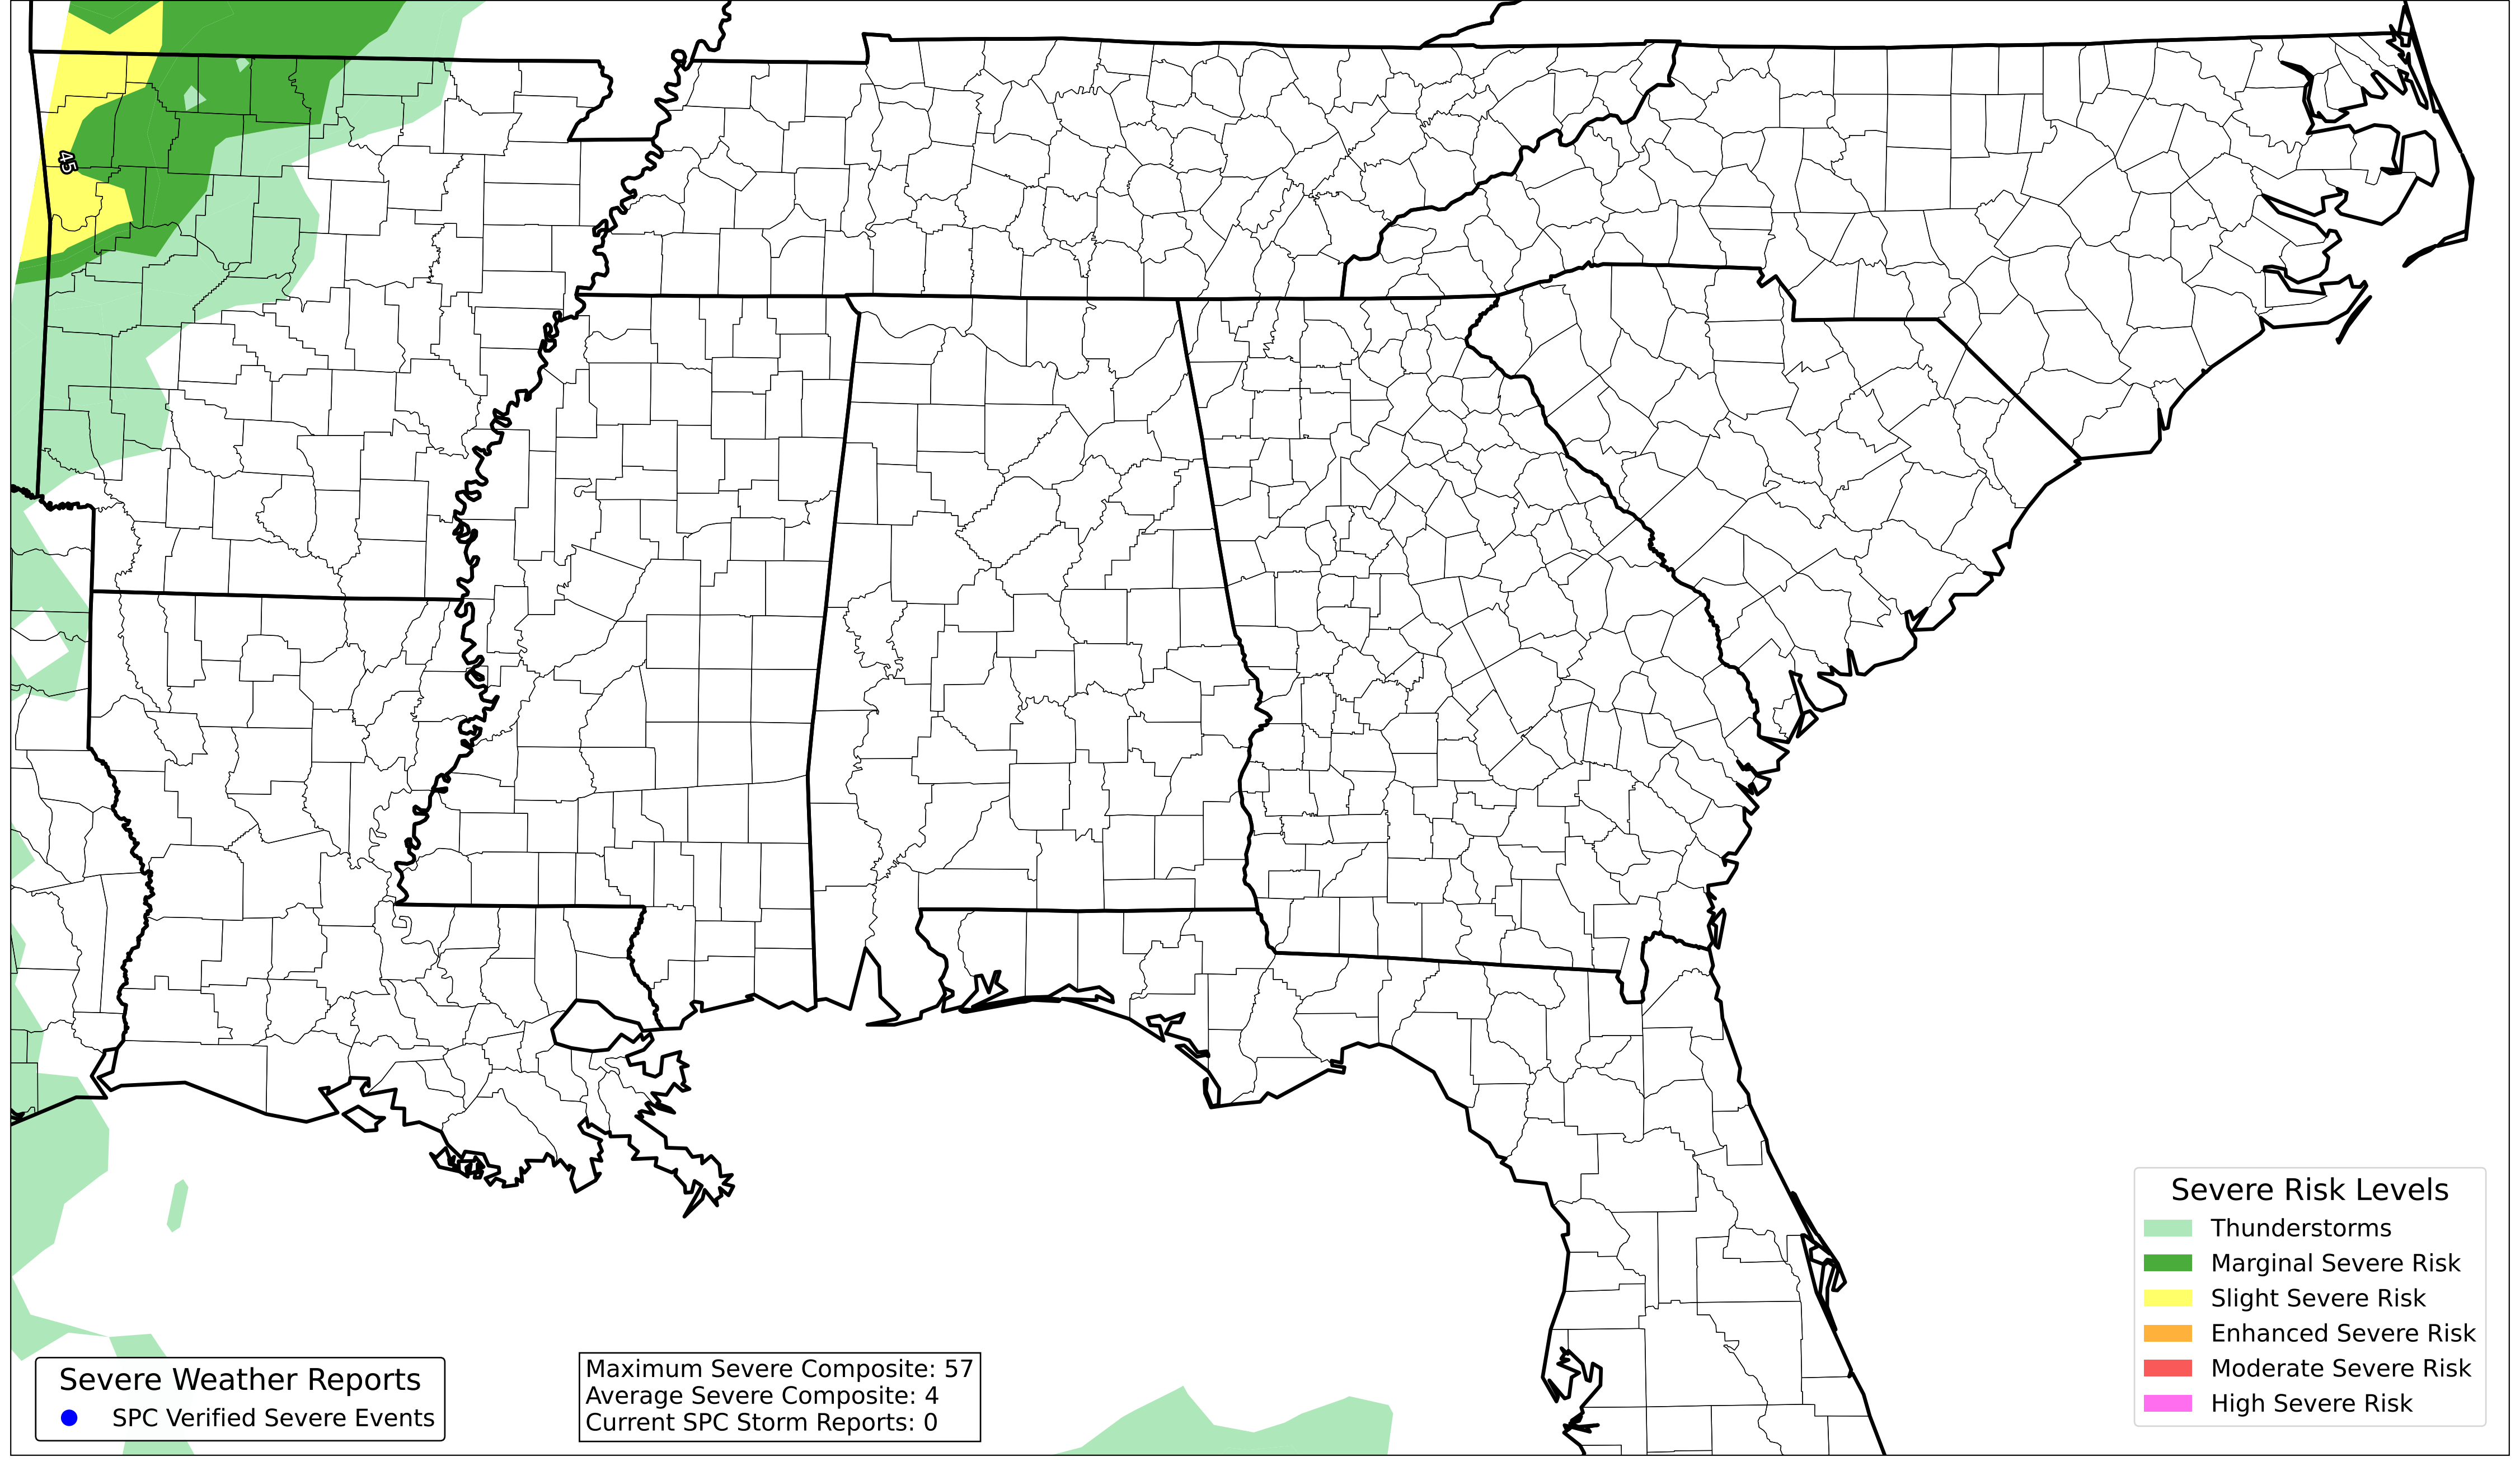 45
Severe Risk Levels
Thunderstorms
Marginal Severe Risk
Slight Severe Risk
Enhanced Severe Risk
Moderate Severe Risk
High Severe Risk
Severe Weather Reports
SPC Verified Severe Events
Maximum Severe Composite: 57
Average Severe Composite: 4
Current SPC Storm Reports: 0